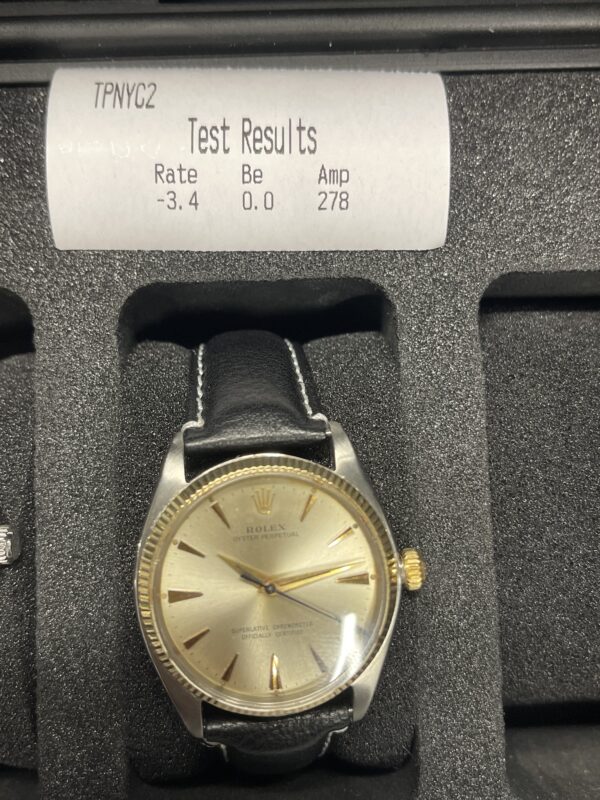 TPNYC2
Test Results
Rate Be Amp
-3.4 0.0 278
ROLEX
OYSTER PERPETUAL
SUPERLATIVE CHRONOMETER
OFFICIALLY CERTIFIED